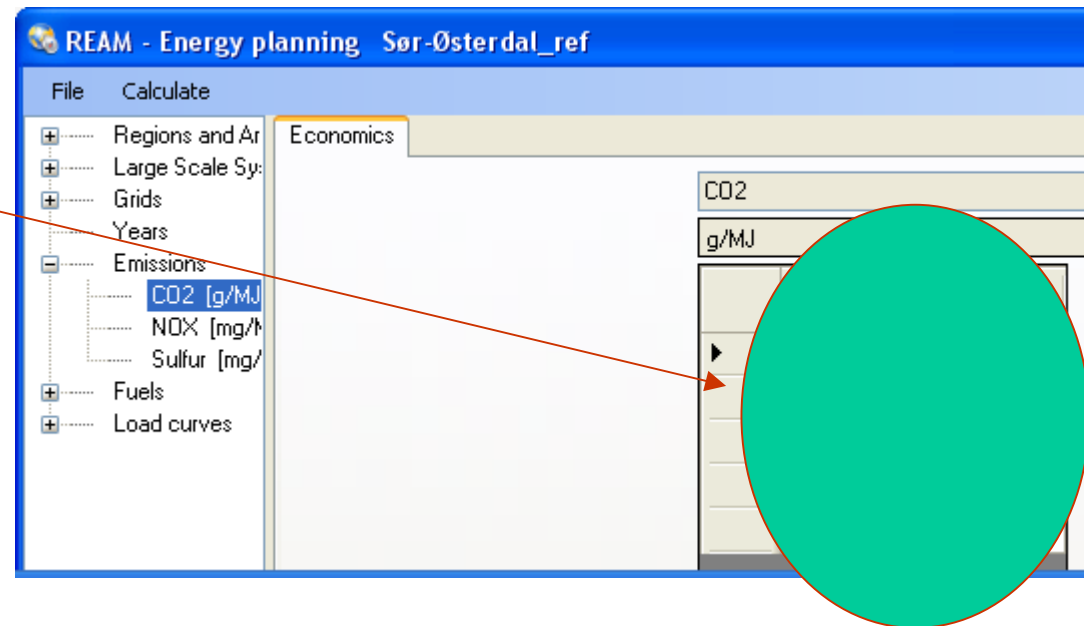 REAM - Energy planning Sør-Østerdal_ref
File Calculate
Regions and Ar
Large Scale Sy
Grids
Years
Emissions
CO2 [g/MJ
NOX [mg/M
Sulfur [mg/
Fuels
Load curves
Economics
CO2
g/MJ